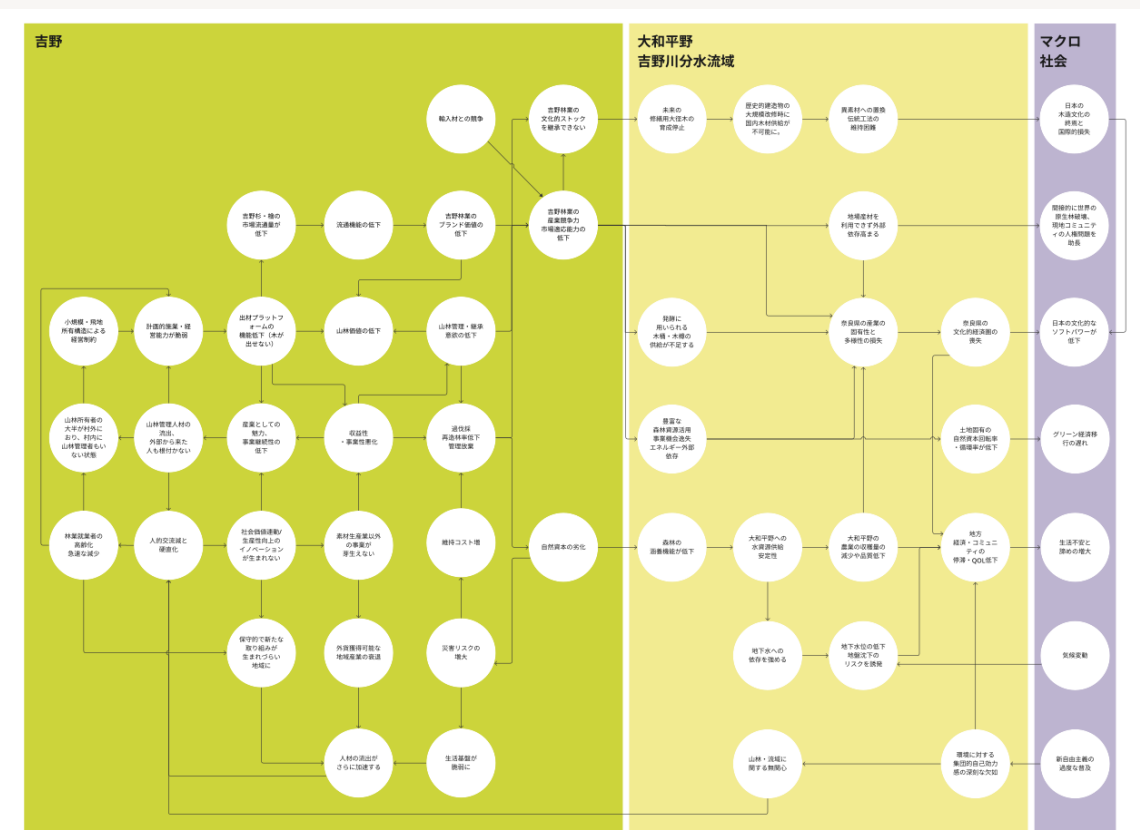 吉野
大和平野
吉野川分水流域
マクロ
社会
輸入材との競争
吉野林業の
文化的ストック
を継承できない
未来の
修繕用大径木の
育成停止
歴史的建造物の
大規模改修時に
国内木材供給が
不可能に。
異素材への置換
伝統工法の
維持困難
日本の
木造文化の
終焉と
国際的損失
吉野杉・檜の
市場流通量が
低下
流通機能の低下
吉野林業の
ブランド価値の
低下
吉野林業の
産業競争力
市場適応能力の
低下
地場産材を
利用できず外部
依存高まる
間接的に世界の
原生林破壊、
現地コミュニテ
ィの人権問題を
助長
小規模・飛地
所有構造による
経営制約
計画的施業・経
営能力が脆弱
出材プラットフ
ォームの
機能低下（木が
出せない）
山林価値の低下
山林管理・継承
意欲の低下
発酵に
用いられる
木桶・木樽の
供給が不足する
奈良県の産業の
固有性と
多様性の損失
奈良県の
文化的経済圏の
喪失
日本の文化的な
ソフトパワーが
低下
山林所有者の
大半が村外に
おり、村内に
山林管理者もい
ない状態
山林管理人材の
流出、
外部から来た
人も根付かない
産業としての
魅力、
事業継続性の
低下
収益性
・事業性悪化
過伐採
再造林率低下
管理放棄
豊富な
森林資源活用
事業機会逸失
エネルギー外部
依存
土地固有の
自然資本回転率
・循環率が低下
グリーン経済移
行の遅れ
林業就業者の
高齢化
急速な減少
人的交流減と
硬直化
社会価値連動/
生産性向上の
イノベーション
が生まれない
素材生産業以外
の事業が
芽生えない
維持コスト増
自然資本の劣化
森林の
涵養機能が低下
大和平野への
水資源供給
安定性
大和平野の
農業の収穫量の
減少や品質低下
地方
経済・コミュニ
ティの
停滞・QOL低下
生活不安と
諦めの増大
保守的で新たな
取り組みが
生まれづらい
地域に
外貨獲得可能な
地域産業の衰退
災害リスクの
増大
地下水への
依存を強める
地下水位の低下
地盤沈下の
リスクを誘発
気候変動
人材の流出が
さらに加速する
生活基盤が
脆弱に
山林・流域に
関する無関心
環境に対する
集団的自己効力
感の深刻な欠如
新自由主義の
過度な普及